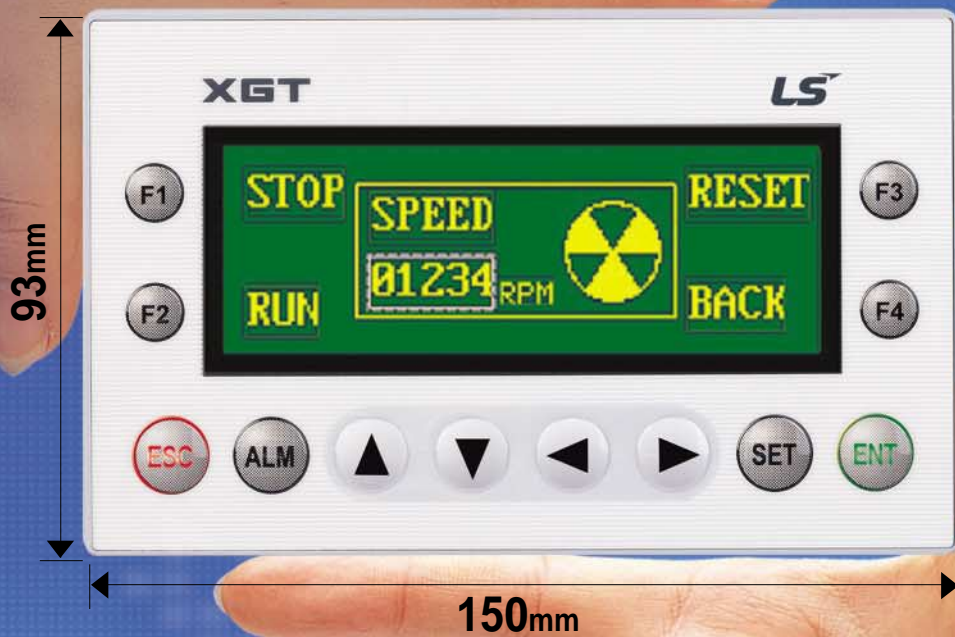 XGT LS
F1 STOP SPEED RESET F3
01234 RPM
F2 RUN BACK F4
ESC ALM SET ENT
93mm
150mm